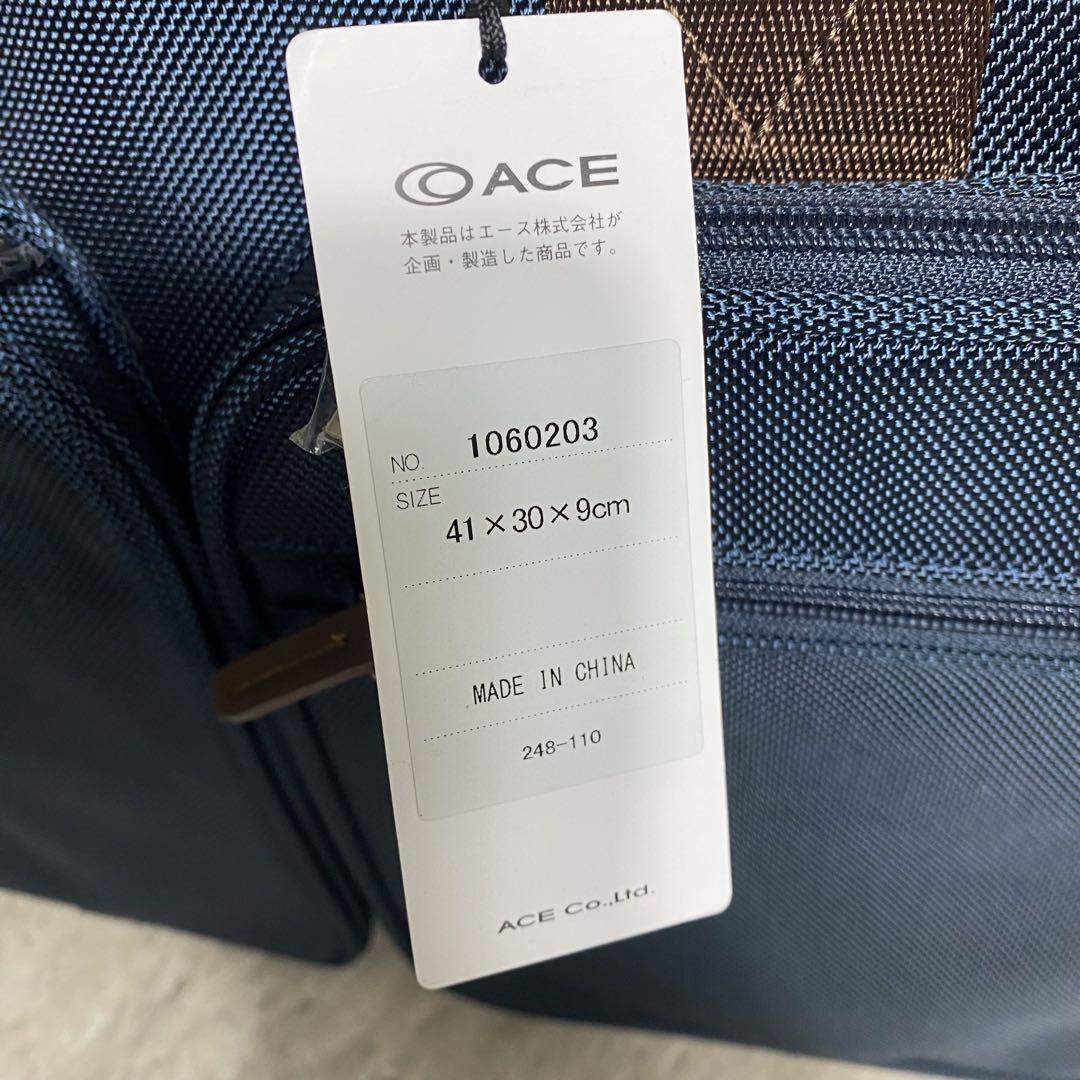 ACE
本製品はエース株式会社が
企画・製造した商品です。
NO. 1060203
SIZE
41×30×9cm
MADE IN CHINA
248-110
ACE Co.,Ltd.